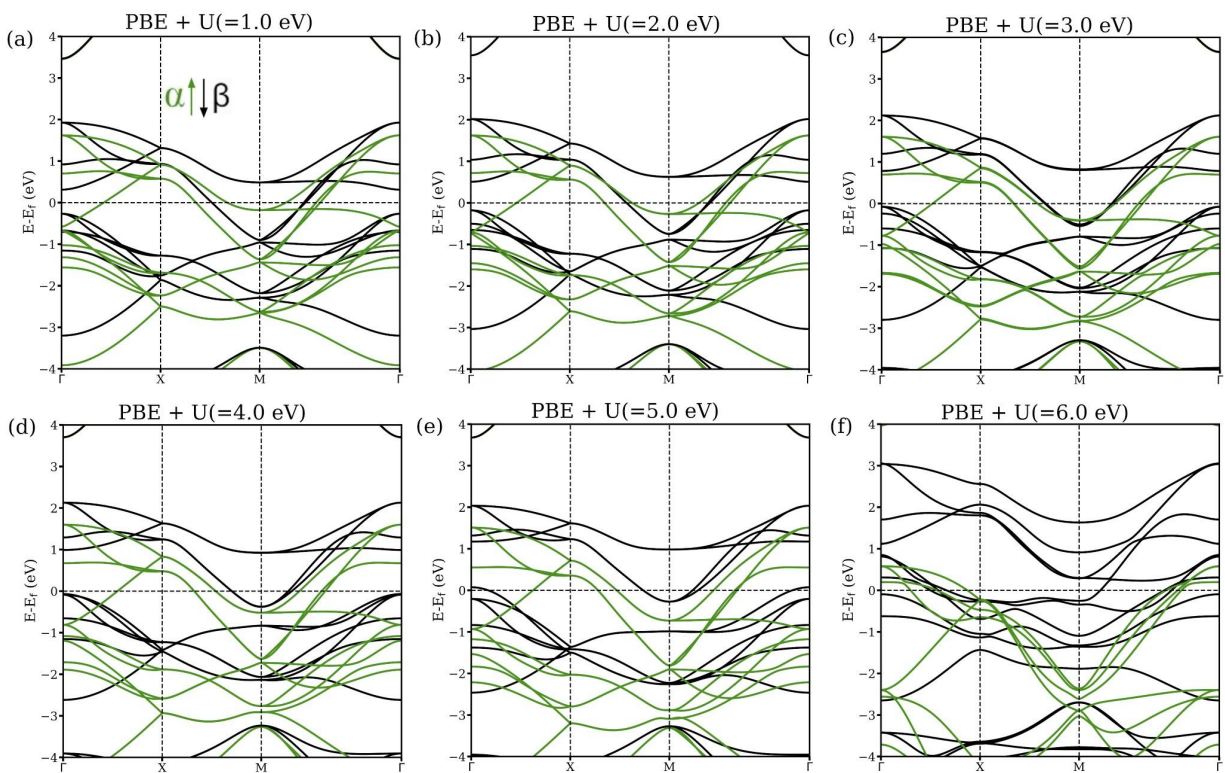 PBE + U(=1.0 eV)
PBE + U(=2.0 eV)
PBE + U(=3.0 eV)
(a)
(b)
(c)
4
3
2
1
0
−1
−2
−3
−4
E-E_f (eV)
α β
Γ X M Γ
4
3
2
1
0
−1
−2
−3
−4
E-E_f (eV)
Γ X M Γ
4
3
2
1
0
−1
−2
−3
−4
E-E_f (eV)
Γ X M Γ
PBE + U(=4.0 eV)
PBE + U(=5.0 eV)
PBE + U(=6.0 eV)
(d)
(e)
(f)
4
3
2
1
0
−1
−2
−3
−4
E-E_f (eV)
Γ X M Γ
4
3
2
1
0
−1
−2
−3
−4
E-E_f (eV)
Γ X M Γ
4
3
2
1
0
−1
−2
−3
−4
E-E_f (eV)
Γ X M Γ